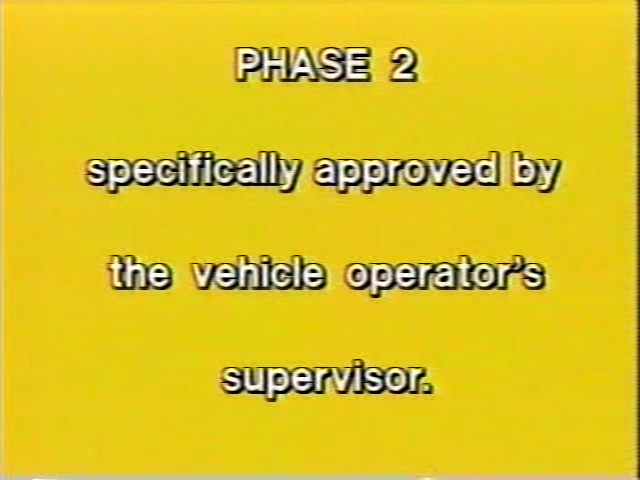 PHASE 2
specifically approved by
the vehicle operator's
supervisor.